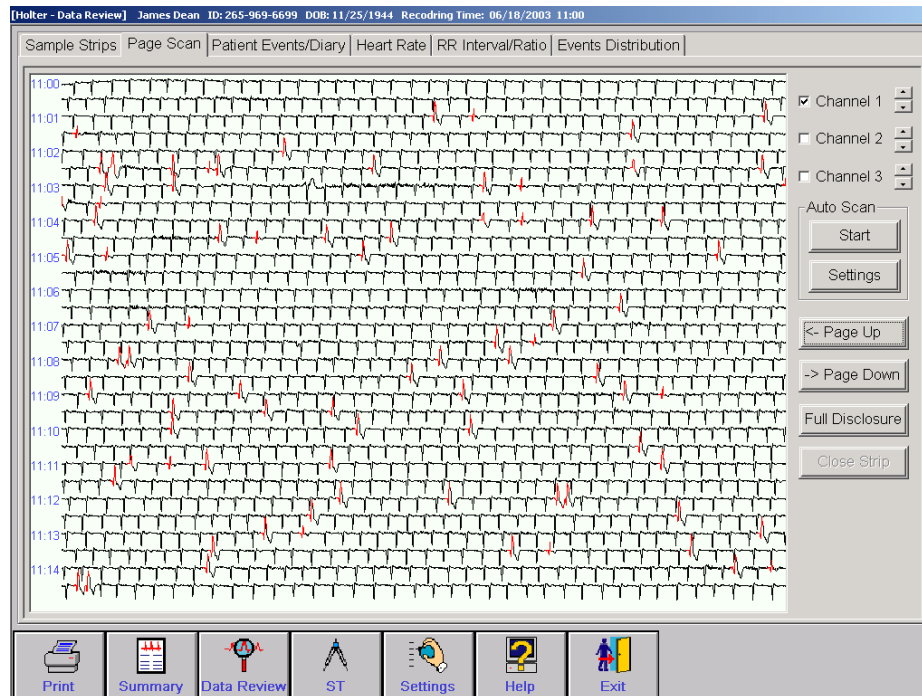 [Holter - Data Review] James Dean ID: 265-969-6699 DOB: 11/25/1944 Recodring Time: 06/18/2003 11:00
Sample Strips Page Scan Patient Events/Diary Heart Rate RR Interval/Ratio Events Distribution
11:00
11:01
11:02
11:03
11:04
11:05
11:06
11:07
11:08
11:09
11:10
11:11
11:12
11:13
11:14
Channel 1
Channel 2
Channel 3
Auto Scan
Start
Settings
<- Page Up
-> Page Down
Full Disclosure
Close Strip
Print Summary Data Review ST Settings Help Exit